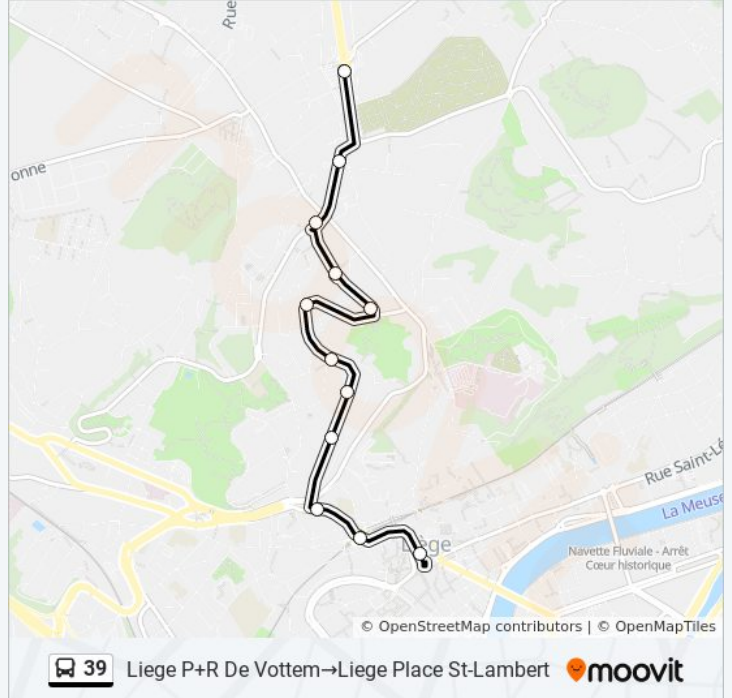 Rue
onne
Rue Saint-Lé
La Meuse
Liège
Navette Fluviale - Arrêt
Cœur historique
© OpenStreetMap contributors | © OpenMapTiles
39 Liege P+R De Vottem→Liege Place St-Lambert moovit